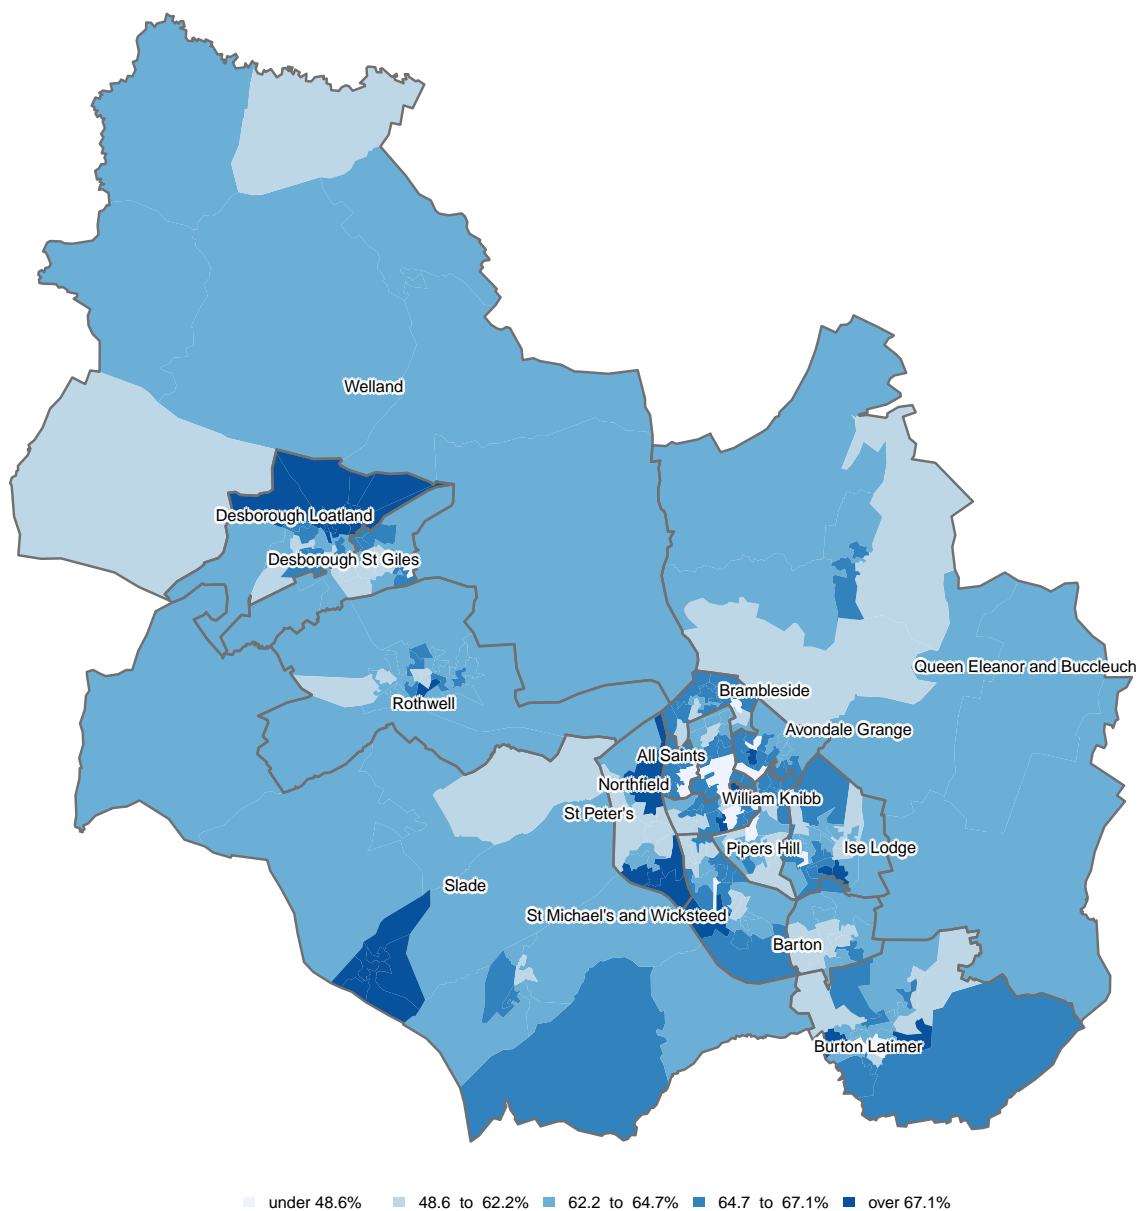 Welland
Desborough Loatland
Desborough St Giles
Queen Eleanor and Buccleuch
Brambleside
Rothwell
Avondale Grange
All Saints
Northfield
William Knibb
St Peter's
Pipers Hill
Ise Lodge
Slade
St Michael's and Wicksteed
Barton
Burton Latimer
under 48.6% 48.6 to 62.2% 62.2 to 64.7% 64.7 to 67.1% over 67.1%